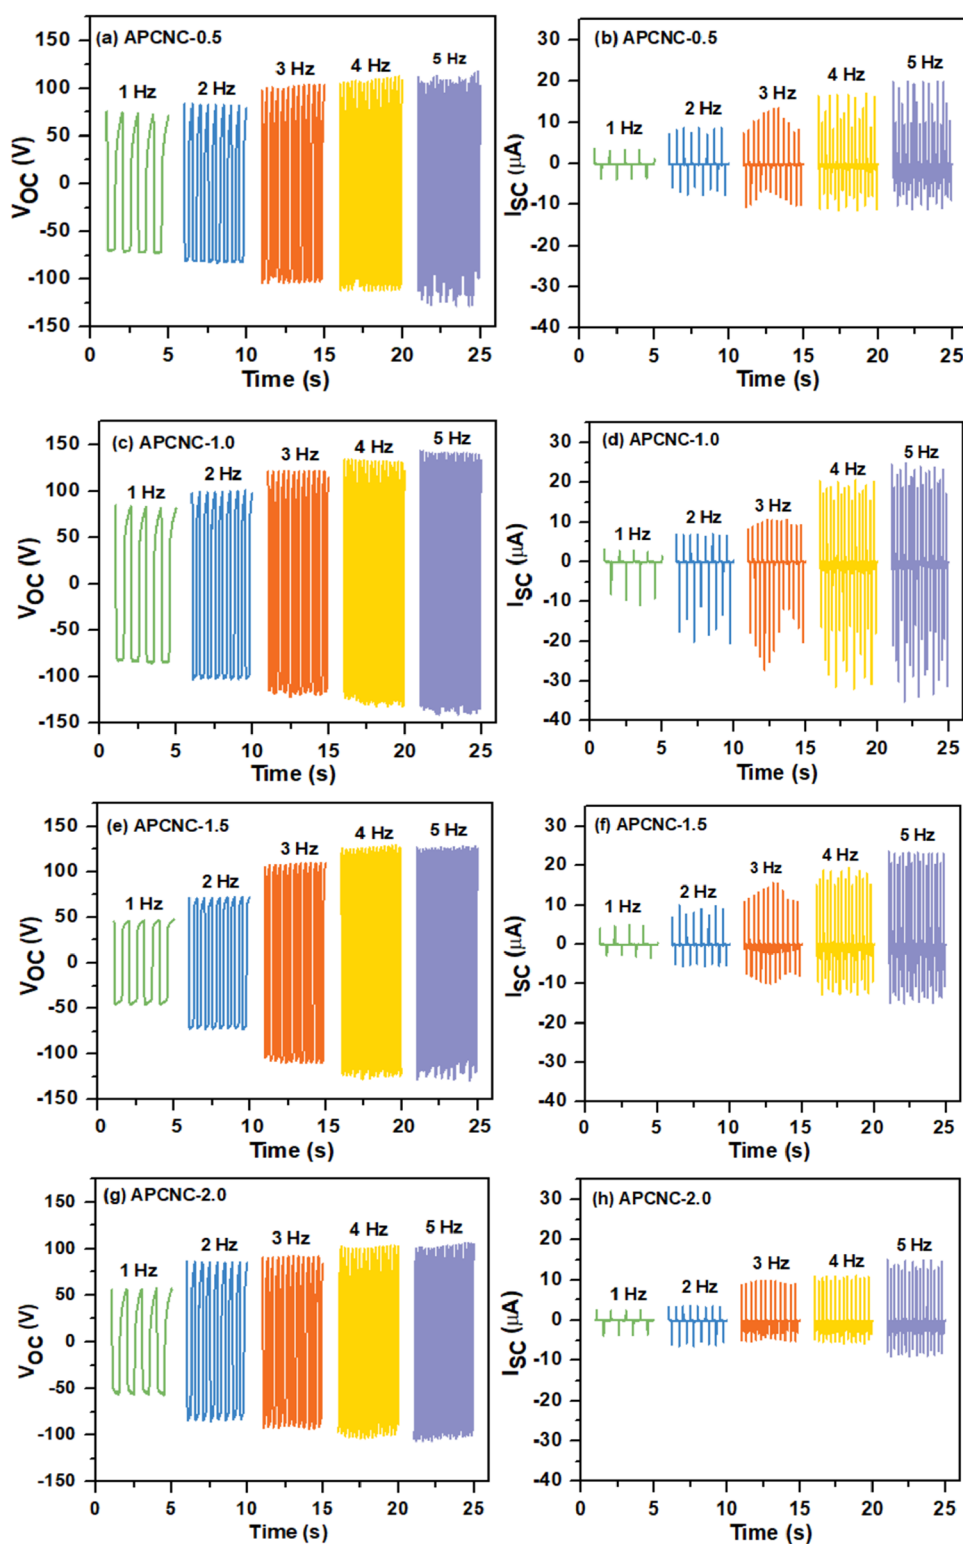 (a) APCNC-0.5
150
100
50
0
-50
-100
-150
V_OC (V)
1 Hz
2 Hz
3 Hz
4 Hz
5 Hz
0 5 10 15 20 25
Time (s)
(b) APCNC-0.5
30
20
10
0
-10
-20
-30
-40
I_SC (μA)
1 Hz
2 Hz
3 Hz
4 Hz
5 Hz
0 5 10 15 20 25
Time (s)
(c) APCNC-1.0
150
100
50
0
-50
-100
-150
V_OC (V)
1 Hz
2 Hz
3 Hz
4 Hz
5 Hz
0 5 10 15 20 25
Time (s)
(d) APCNC-1.0
30
20
10
0
-10
-20
-30
-40
I_SC (μA)
1 Hz
2 Hz
3 Hz
4 Hz
5 Hz
0 5 10 15 20 25
Time (s)
(e) APCNC-1.5
150
100
50
0
-50
-100
-150
V_OC (V)
1 Hz
2 Hz
3 Hz
4 Hz
5 Hz
0 5 10 15 20 25
Time (s)
(f) APCNC-1.5
30
20
10
0
-10
-20
-30
-40
I_SC (μA)
1 Hz
2 Hz
3 Hz
4 Hz
5 Hz
0 5 10 15 20 25
Time (s)
(g) APCNC-2.0
150
100
50
0
-50
-100
-150
V_OC (V)
1 Hz
2 Hz
3 Hz
4 Hz
5 Hz
0 5 10 15 20 25
Time (s)
(h) APCNC-2.0
30
20
10
0
-10
-20
-30
-40
I_SC (μA)
1 Hz
2 Hz
3 Hz
4 Hz
5 Hz
0 5 10 15 20 25
Time (s)